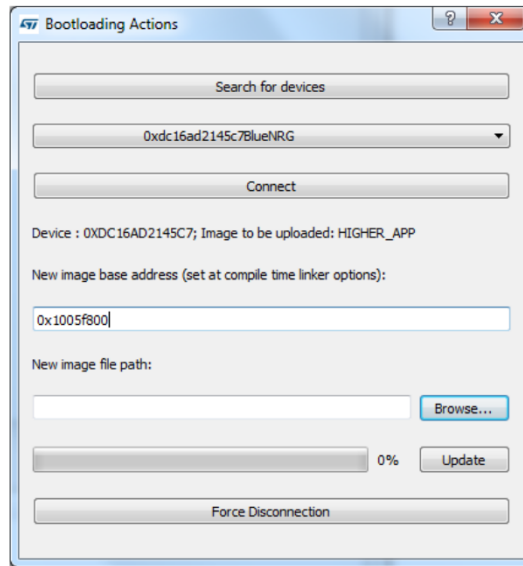 Bootloading Actions
Search for devices
0xdc16ad2145c7BlueNRG
Connect
Device : 0XDC16AD2145C7; Image to be uploaded: HIGHER_APP
New image base address (set at compile time linker options):
0x1005f800
New image file path:
Browse...
0% Update
Force Disconnection